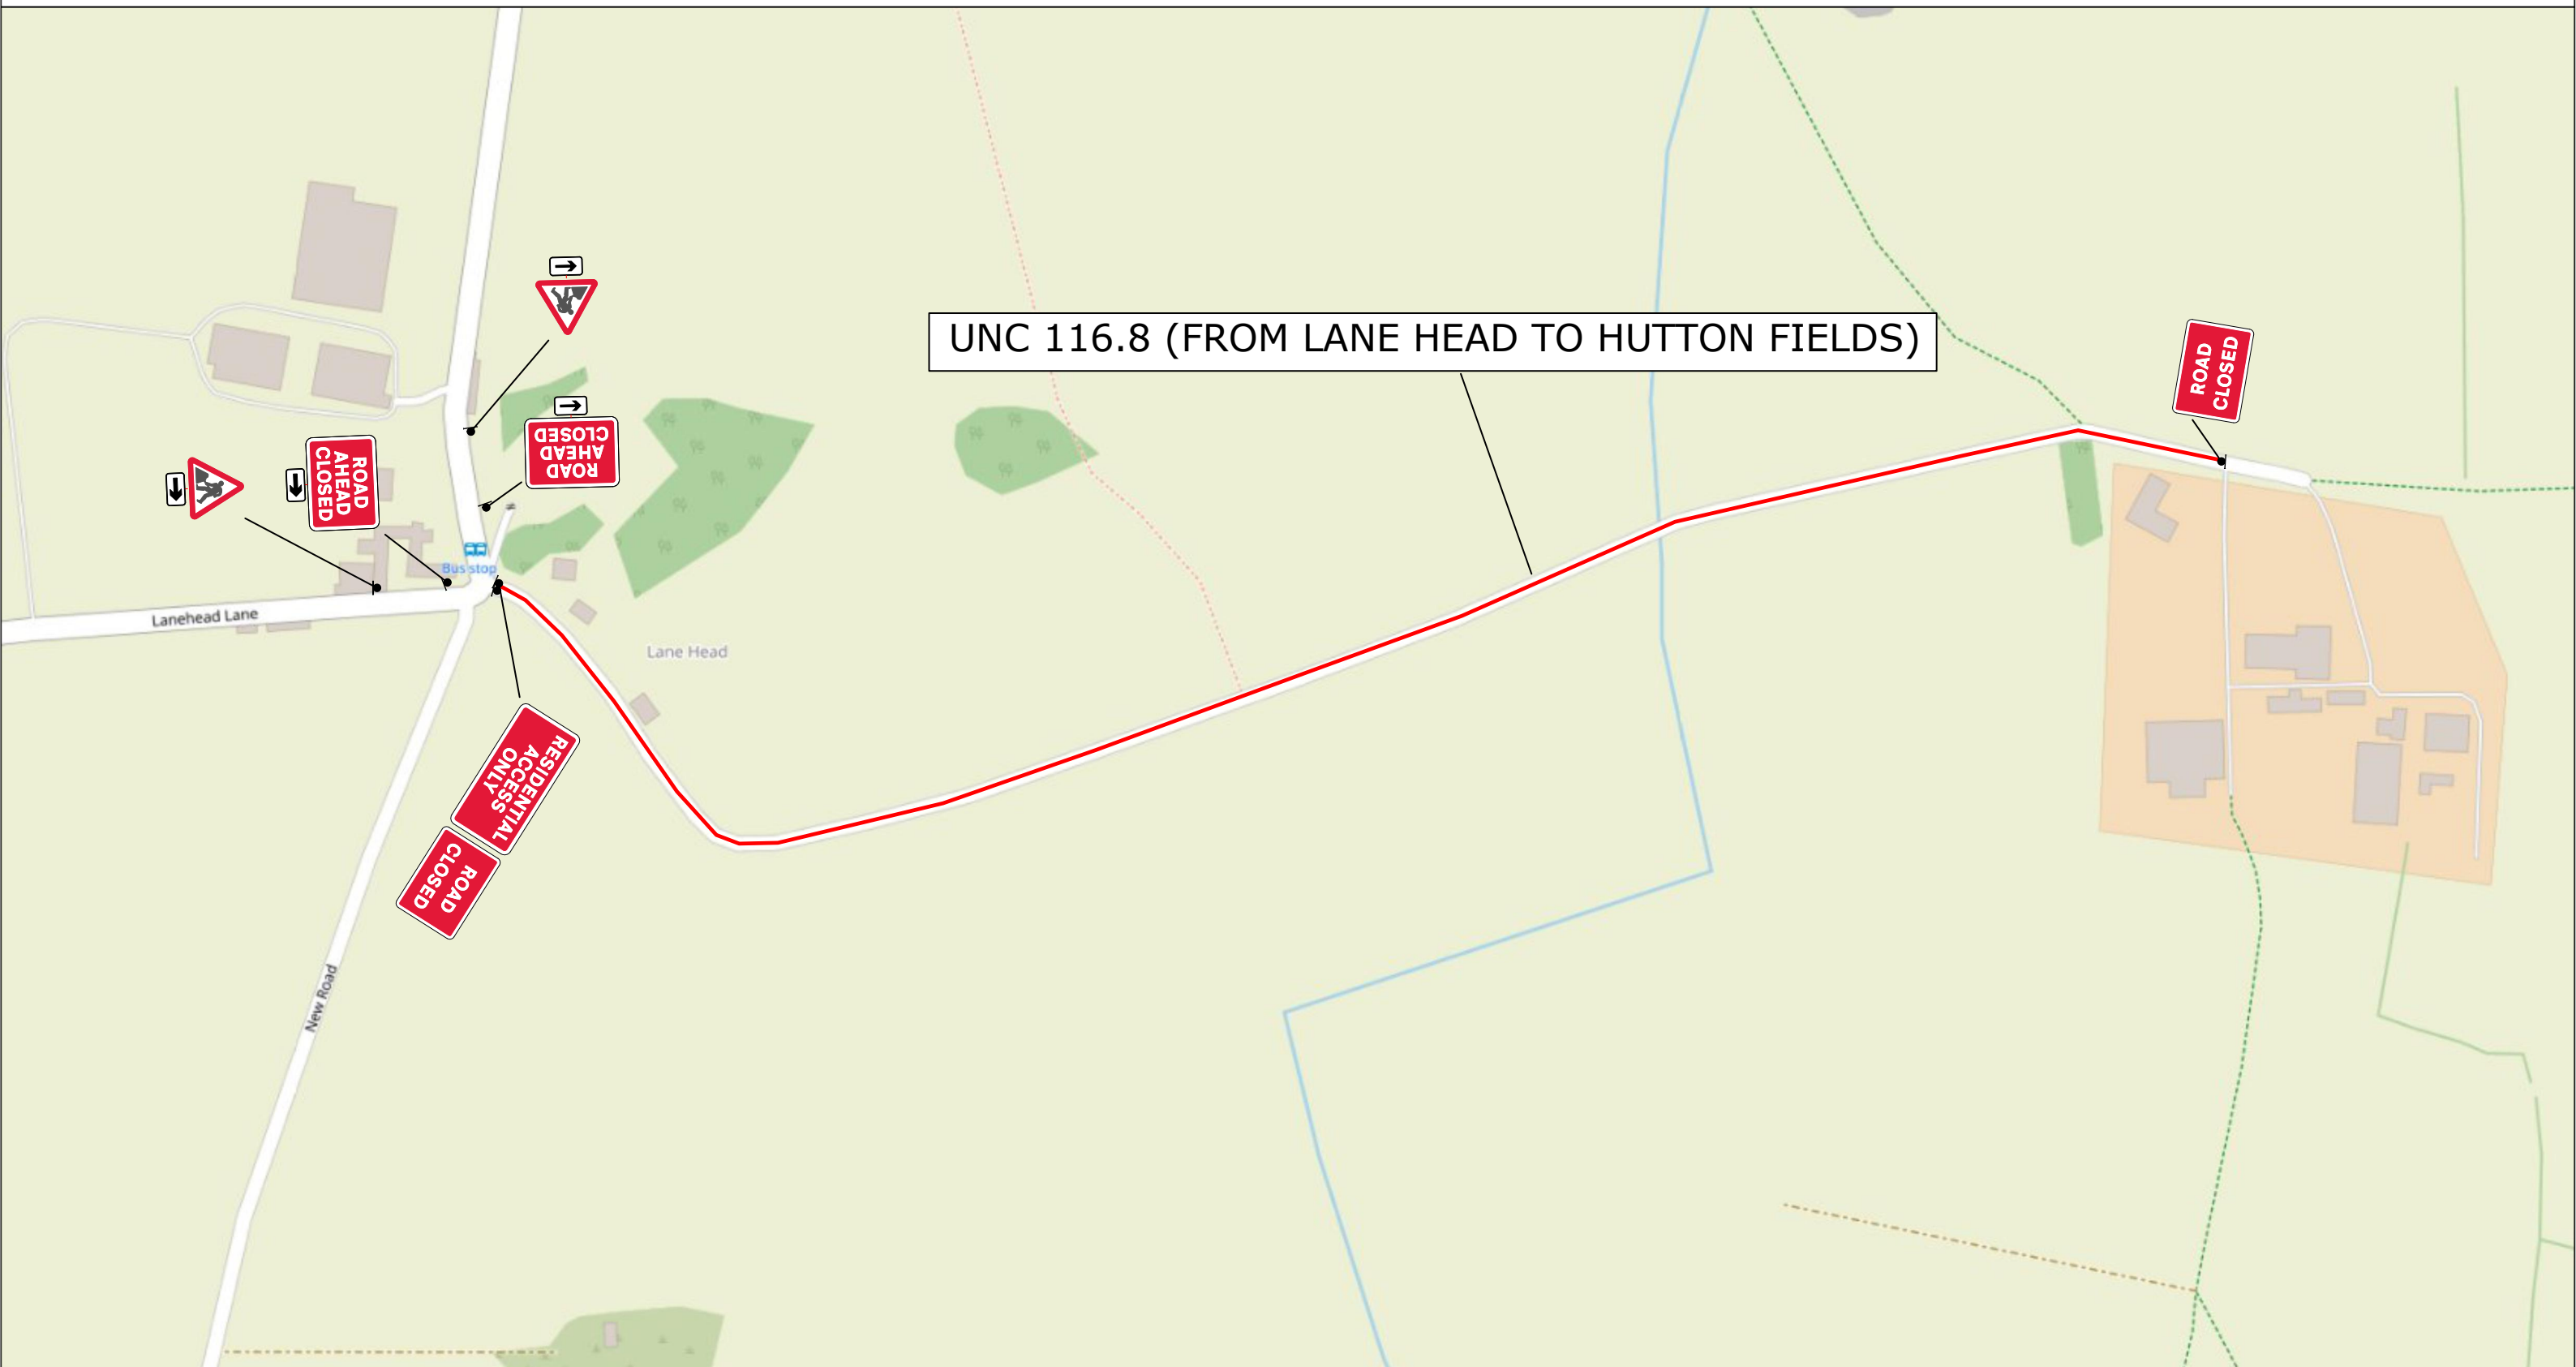 UNC 116.8 (FROM LANE HEAD TO HUTTON FIELDS)
ROAD
CLOSED
ROAD
AHEAD
CLOSED
ROAD
AHEAD
CLOSED
Bus stop
Lanehead Lane
Lane Head
RESIDENTIAL
ACCESS
ONLY
ROAD
CLOSED
New Road